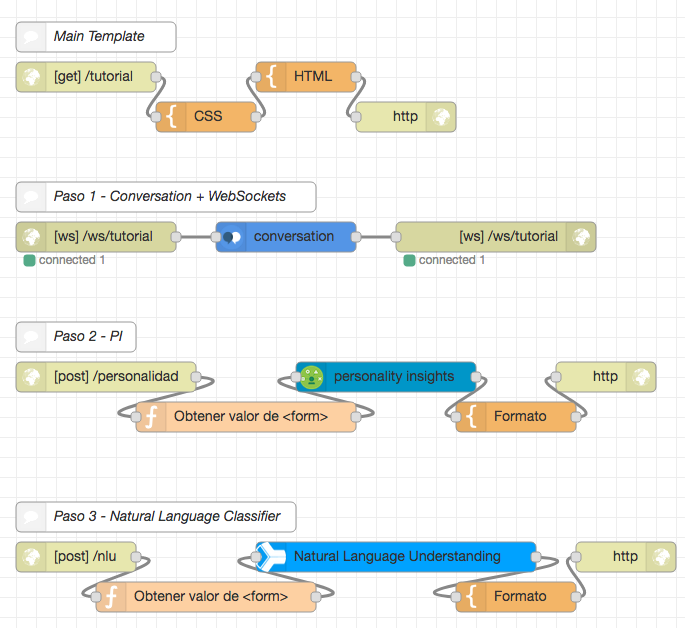 Main Template
[get] /tutorial
HTML
CSS
http
Paso 1 - Conversation + WebSockets
[ws] /ws/tutorial
conversation
[ws] /ws/tutorial
connected 1
connected 1
Paso 2 - PI
[post] /personalidad
personality insights
http
Obtener valor de <form>
Formato
Paso 3 - Natural Language Classifier
[post] /nlu
Natural Language Understanding
http
Obtener valor de <form>
Formato